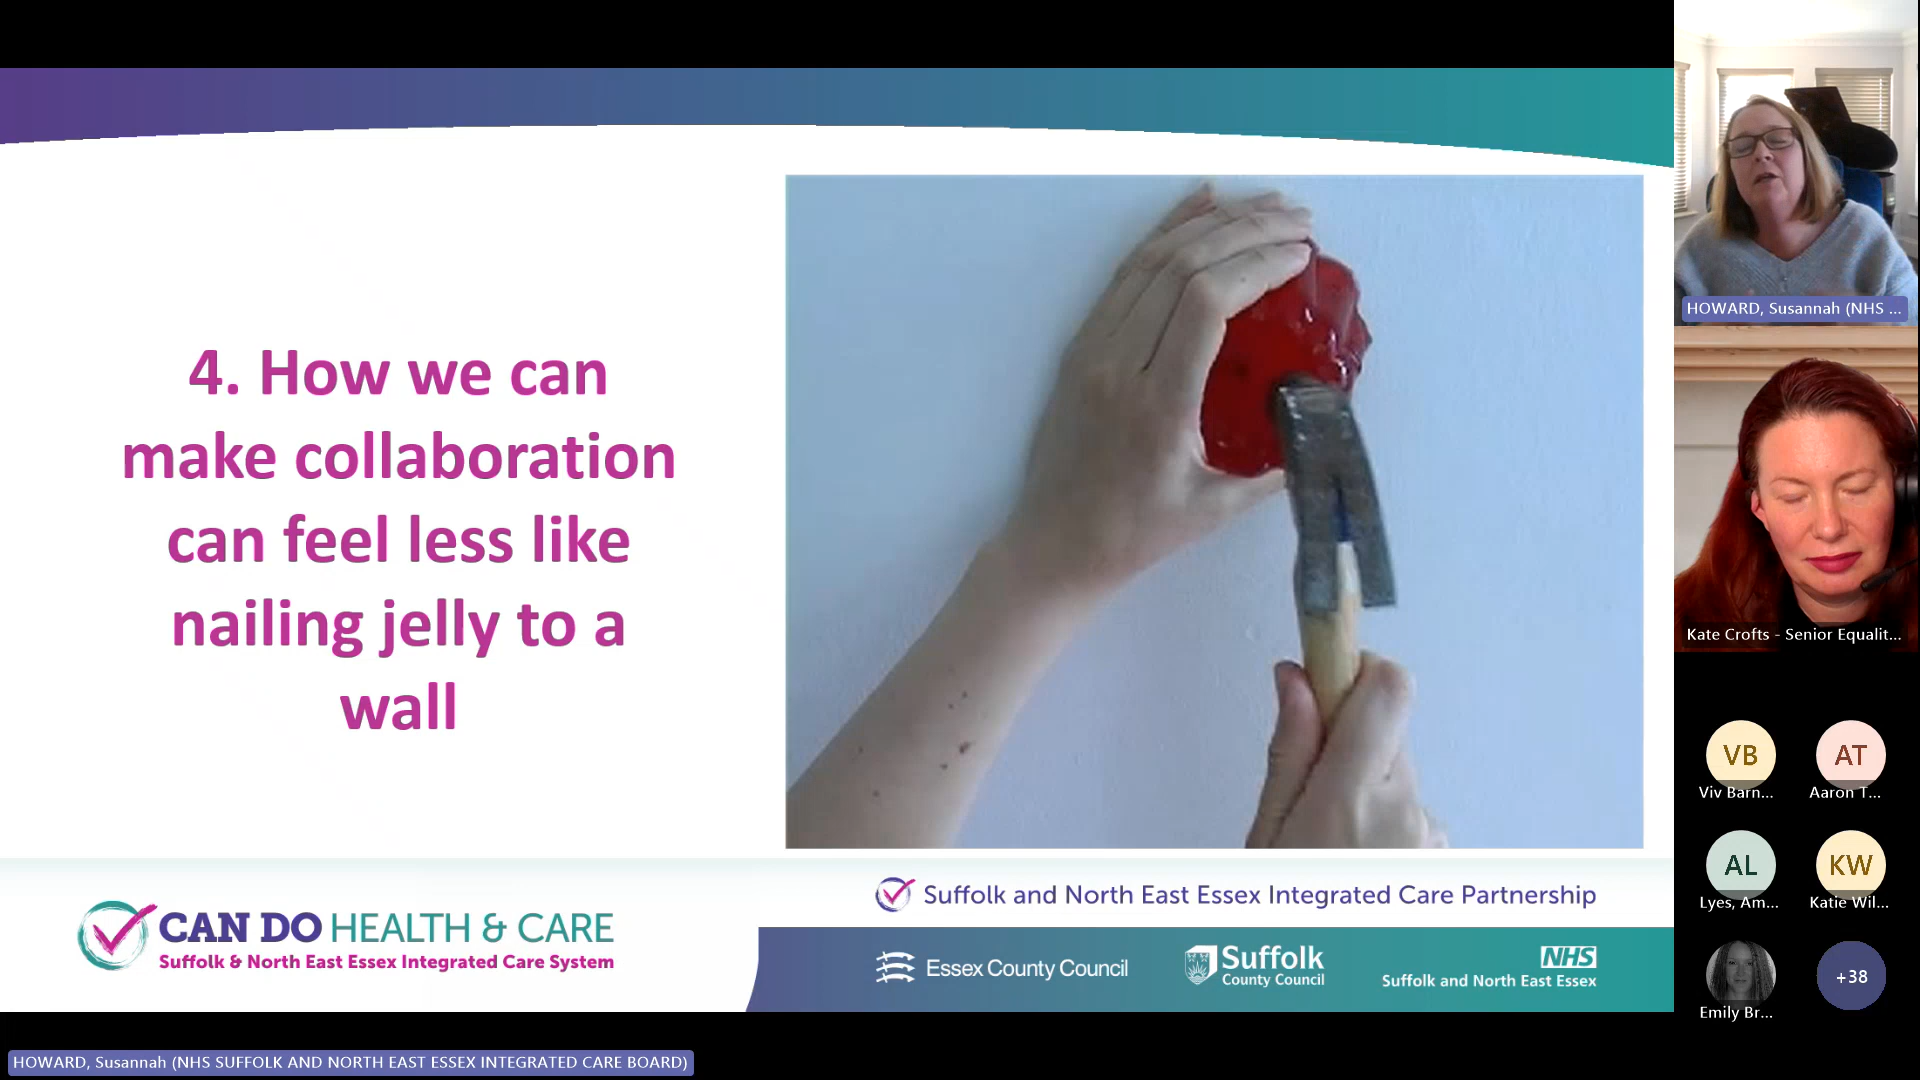 4. How we can
make collaboration
can feel less like
nailing jelly to a
wall
CAN DO HEALTH & CARE
Suffolk & North East Essex Integrated Care System
Suffolk and North East Essex Integrated Care Partnership
Essex County Council
Suffolk
County Council
NHS
Suffolk and North East Essex
HOWARD, Susannah (NHS SUFFOLK AND NORTH EAST ESSEX INTEGRATED CARE BOARD)
HOWARD, Susannah (NHS ...
Kate Crofts - Senior Equalit...
VB
Viv Barn...
AT
Aaron T...
AL
Lyes, Am...
KW
Katie Wil...
Emily Br...
+38